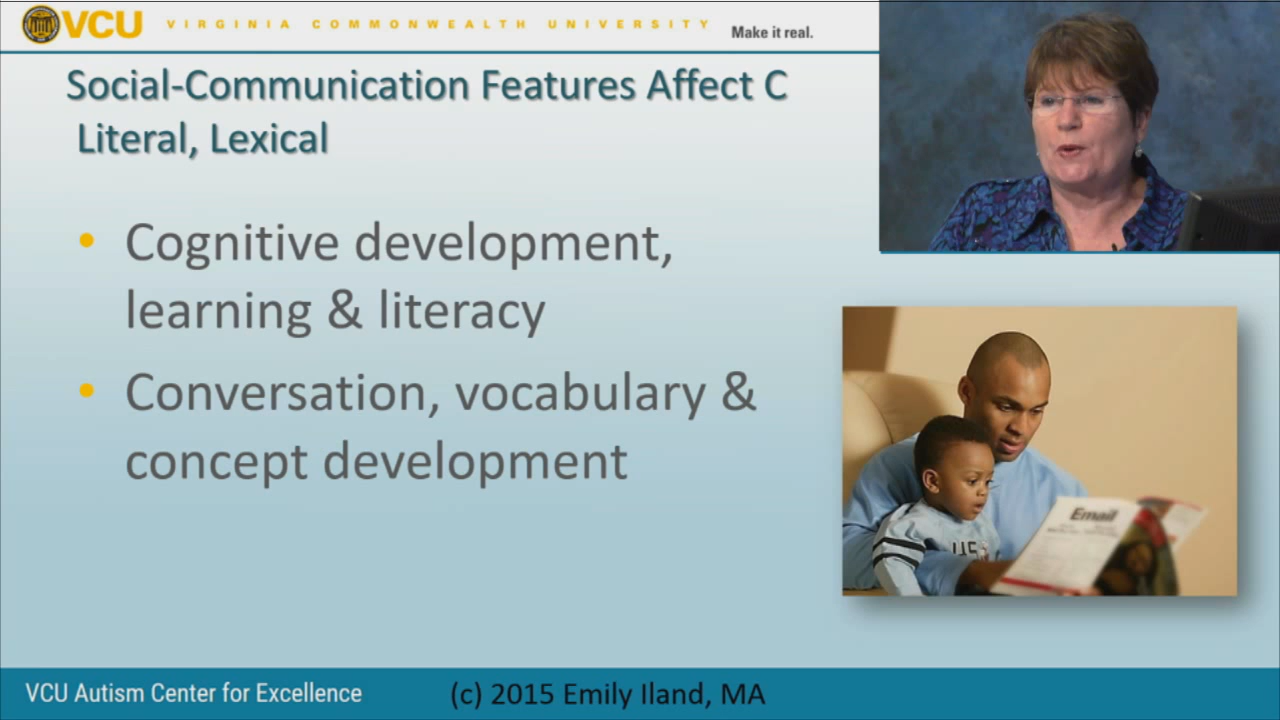 VCU VIRGINIA COMMONWEALTH UNIVERSITY Make it real.
Social-Communication Features Affect C
Literal, Lexical
• Cognitive development,
learning & literacy
• Conversation, vocabulary &
concept development
Email
VCU Autism Center for Excellence (c) 2015 Emily Iland, MA